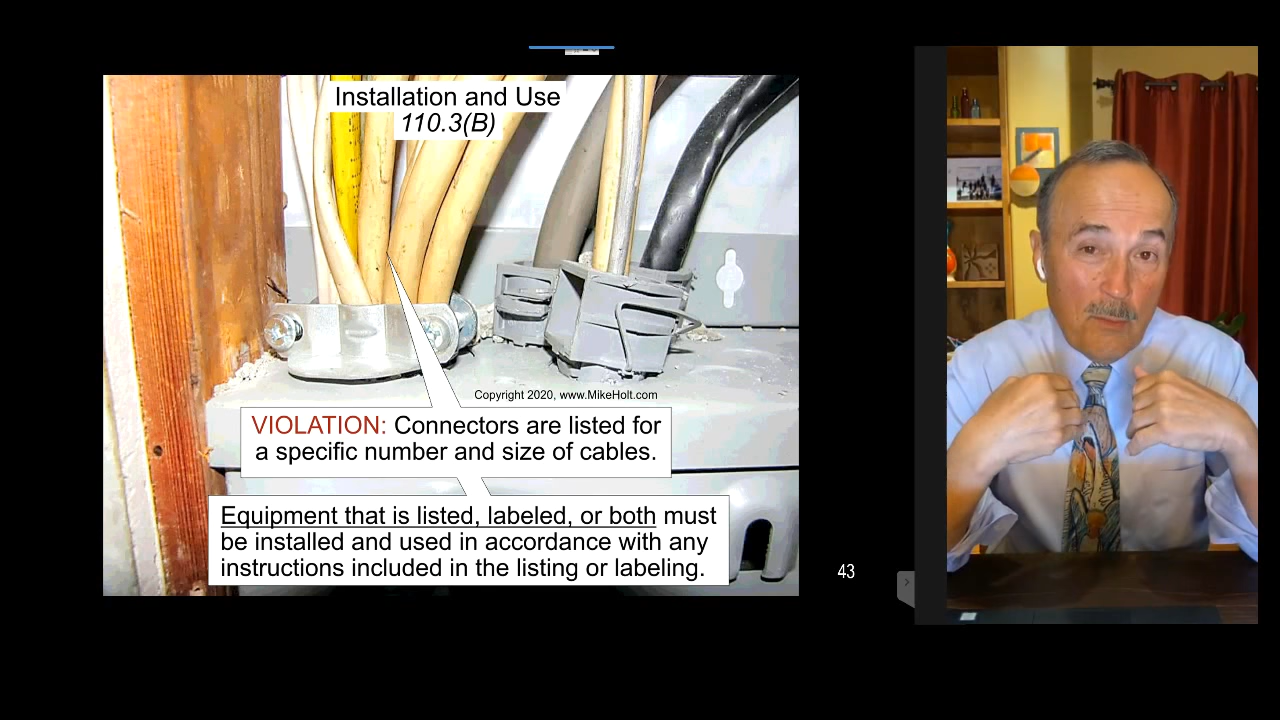 Installation and Use
110.3(B)
Copyright 2020, www.MikeHolt.com
VIOLATION: Connectors are listed for
a specific number and size of cables.
Equipment that is listed, labeled, or both must
be installed and used in accordance with any
instructions included in the listing or labeling.
43